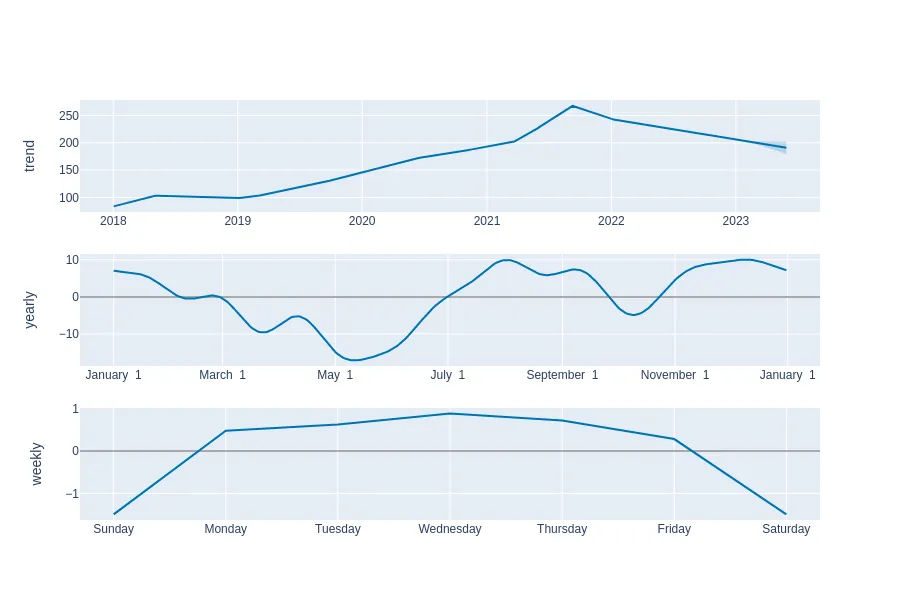 trend
250
200
150
100
2018 2019 2020 2021 2022 2023
yearly
10
0
−10
January 1 March 1 May 1 July 1 September 1 November 1 January 1
weekly
1
0
−1
Sunday Monday Tuesday Wednesday Thursday Friday Saturday